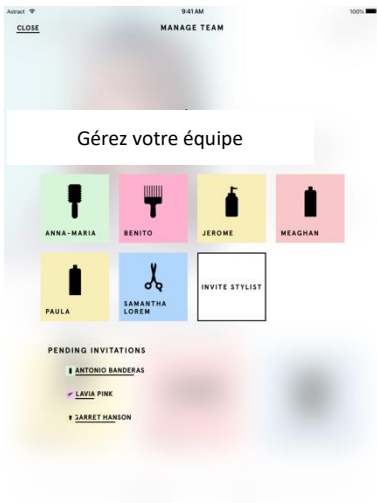 Astract 9:41 AM 100%
CLOSE MANAGE TEAM
Gérez votre équipe
ANNA-MARIA BENITO JEROME MEAGHAN
PAULA SAMANTHA LOREM INVITE STYLIST
PENDING INVITATIONS
ANTONIO BANDERAS
LAVIA PINK
GARRET HANSON